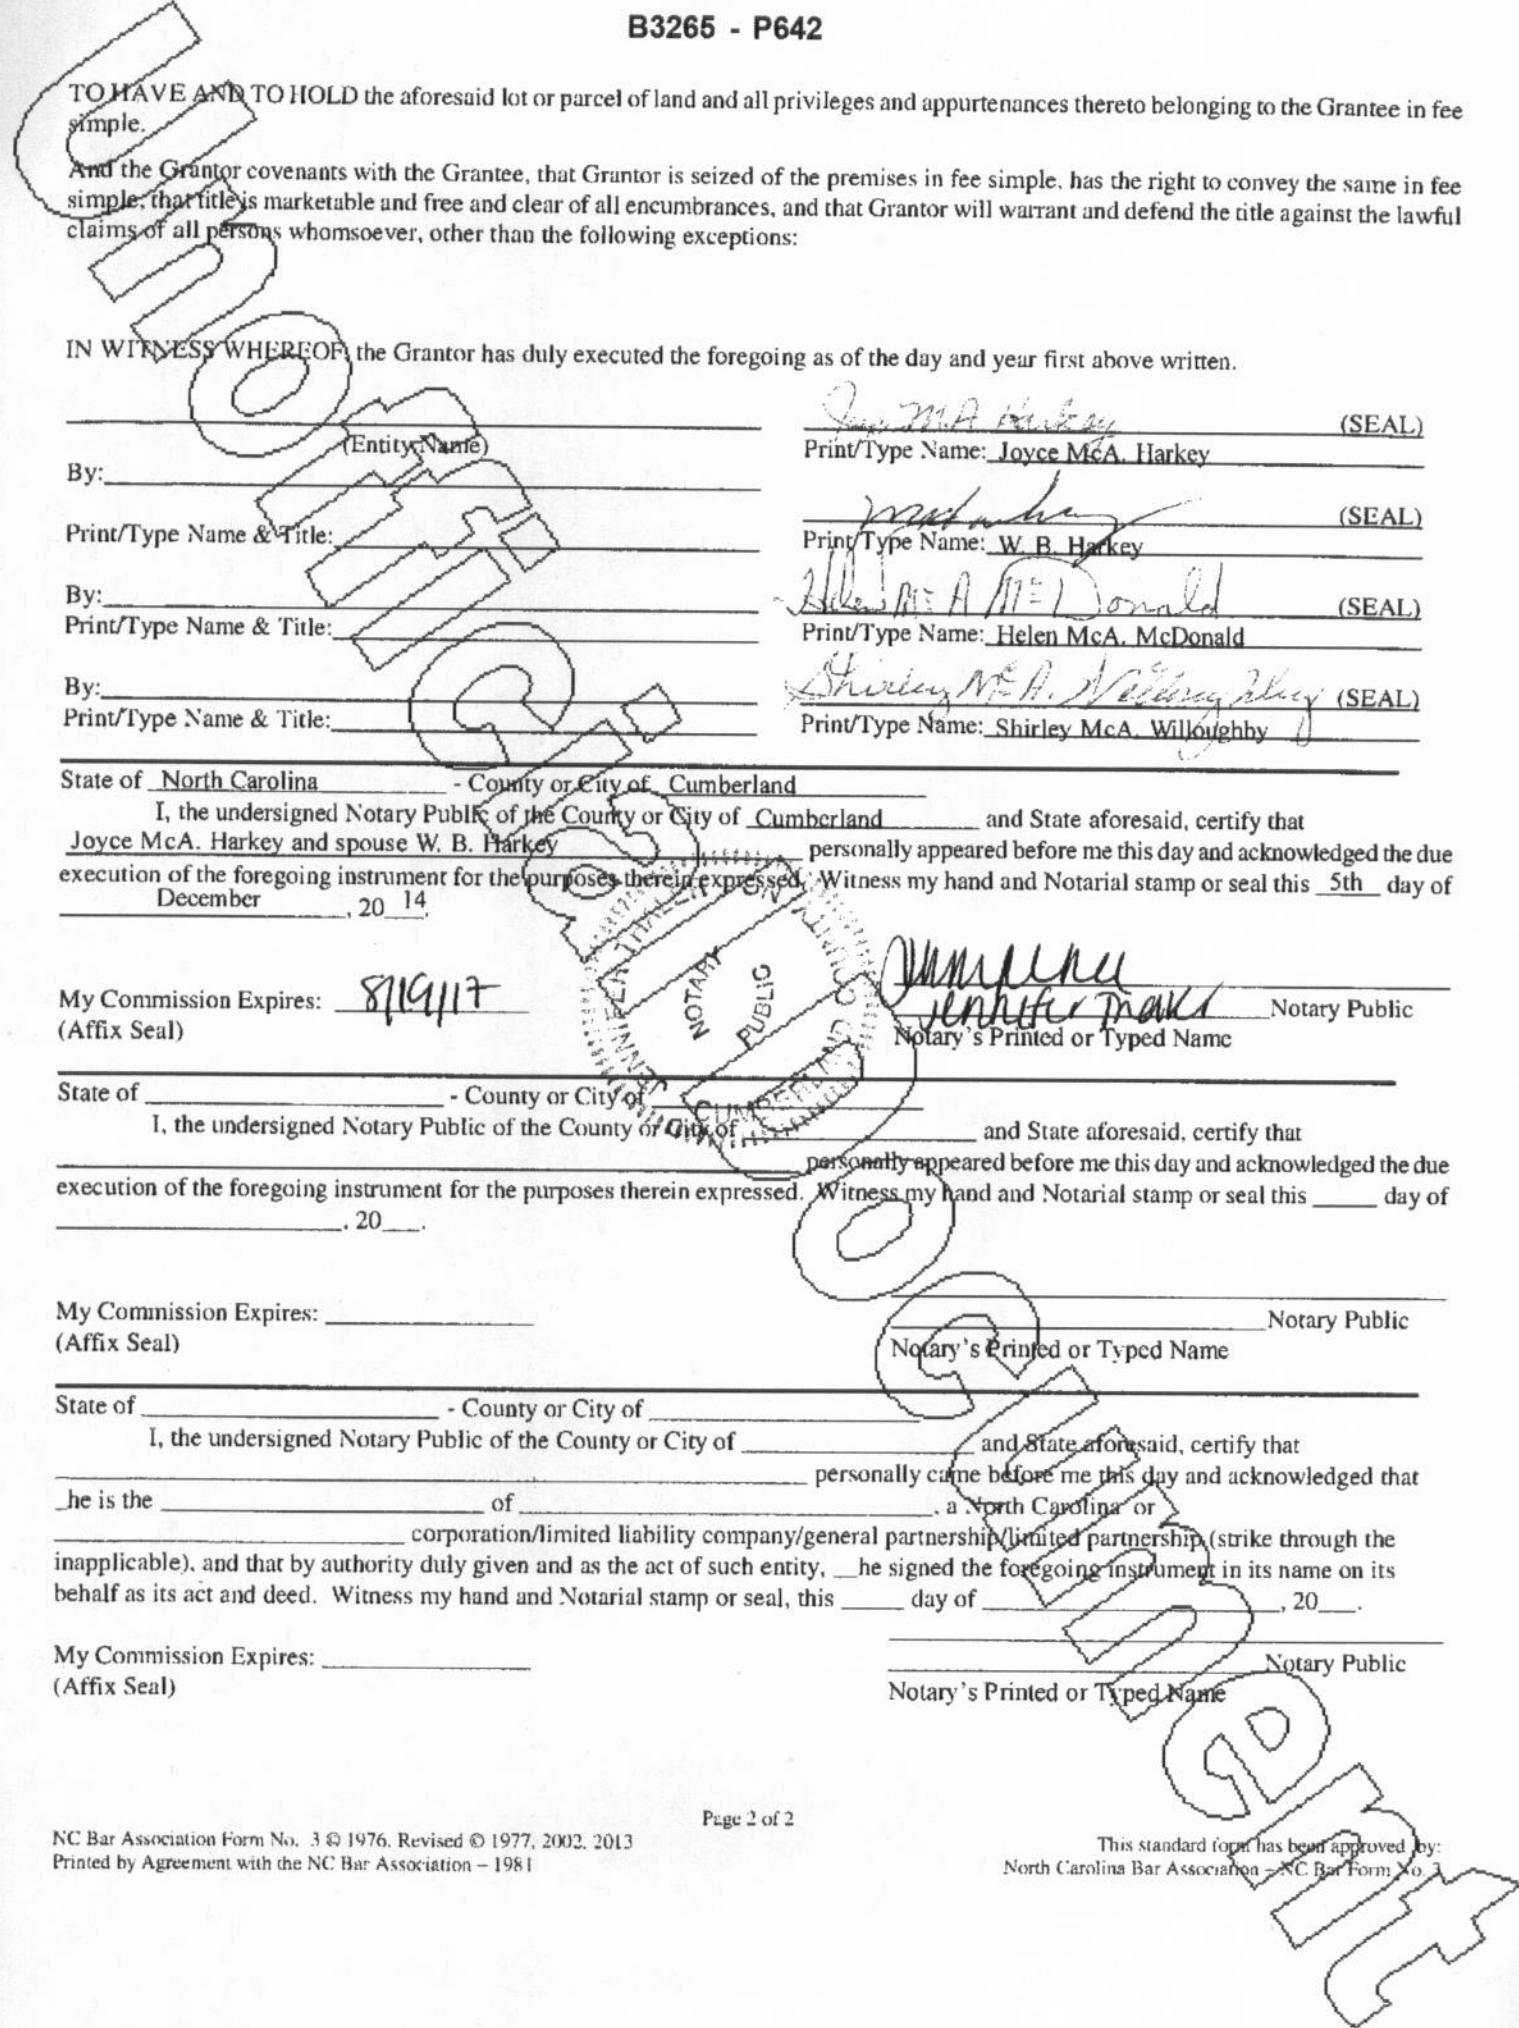 B3265 - P642
TO HAVE AND TO HOLD the aforesaid lot or parcel of land and all privileges and appurtenances thereto belonging to the Grantee in fee
simple.
And the Grantor covenants with the Grantee, that Grantor is seized of the premises in fee simple, has the right to convey the same in fee
simple, that title is marketable and free and clear of all encumbrances, and that Grantor will warrant and defend the title against the lawful
claims of all persons whomsoever, other than the following exceptions:
IN WITNESS WHEREOF, the Grantor has duly executed the foregoing as of the day and year first above written.
Joyce McA Harkey (SEAL)
(Entity Name)
Print/Type Name: Joyce McA. Harkey
By:
(SEAL)
Print/Type Name & Title:
Print/Type Name: W. B. Harkey
By:
Helen McA McDonald (SEAL)
Print/Type Name & Title:
Print/Type Name: Helen McA. McDonald
By:
Shirley McA. Willoughby (SEAL)
Print/Type Name & Title:
Print/Type Name: Shirley McA. Willoughby
State of North Carolina - County or City of Cumberland
I, the undersigned Notary Public of the County or City of Cumberland and State aforesaid, certify that
Joyce McA. Harkey and spouse W. B. Harkey personally appeared before me this day and acknowledged the due
execution of the foregoing instrument for the purposes therein expressed. Witness my hand and Notarial stamp or seal this 5th day of
December, 20 14.
JENNIFER THALER
NOTARY
PUBLIC
CUMBERLAND COUNTY
My Commission Expires: 8/19/17
Jennifer Thaler Notary Public
(Affix Seal)
Notary's Printed or Typed Name
State of - County or City of
I, the undersigned Notary Public of the County or City of and State aforesaid, certify that
personally appeared before me this day and acknowledged the due
execution of the foregoing instrument for the purposes therein expressed. Witness my hand and Notarial stamp or seal this day of
, 20 .
My Commission Expires:
Notary Public
(Affix Seal)
Notary's Printed or Typed Name
State of - County or City of
I, the undersigned Notary Public of the County or City of and State aforesaid, certify that
personally came before me this day and acknowledged that
_he is the of , a North Carolina or
corporation/limited liability company/general partnership/limited partnership (strike through the
inapplicable), and that by authority duly given and as the act of such entity, __he signed the foregoing instrument in its name on its
behalf as its act and deed. Witness my hand and Notarial stamp or seal, this day of , 20 .
My Commission Expires:
Notary Public
(Affix Seal)
Notary's Printed or Typed Name
Page 2 of 2
NC Bar Association Form No. 3 © 1976, Revised © 1977, 2002, 2013
Printed by Agreement with the NC Bar Association – 1981
This standard form has been approved by:
North Carolina Bar Association – NC Bar Form No. 3
Unofficial Document